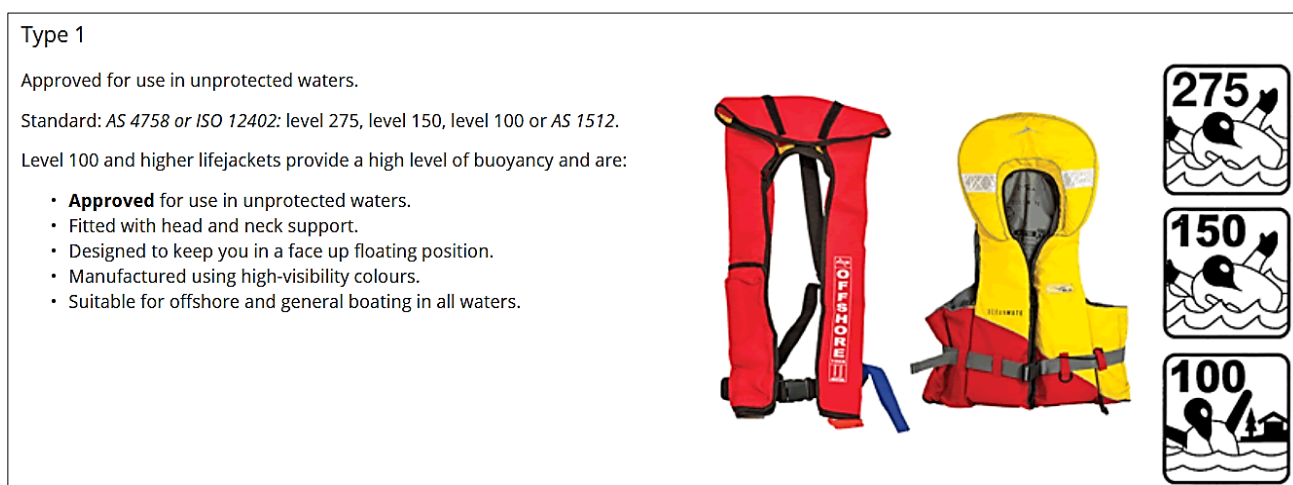 Type 1
Approved for use in unprotected waters.
Standard: AS 4758 or ISO 12402: level 275, level 150, level 100 or AS 1512.
Level 100 and higher lifejackets provide a high level of buoyancy and are:
• Approved for use in unprotected waters.
• Fitted with head and neck support.
• Designed to keep you in a face up floating position.
• Manufactured using high-visibility colours.
• Suitable for offshore and general boating in all waters.
OFFSHORE
275
150
100